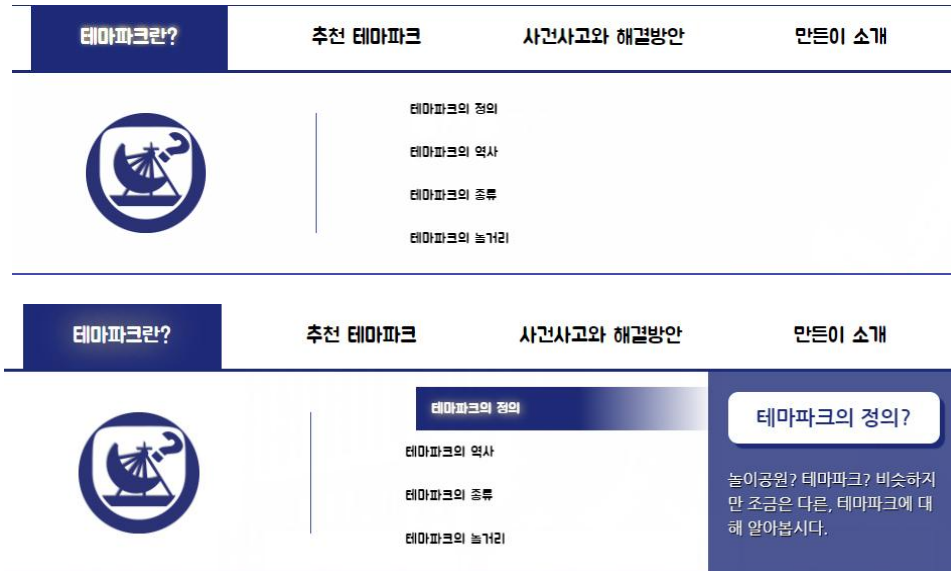 테마파크란? 추천 테마파크 사건사고와 해결방안 만든이 소개
테마파크의 정의
테마파크의 역사
테마파크의 종류
테마파크의 놀거리
테마파크란? 추천 테마파크 사건사고와 해결방안 만든이 소개
테마파크의 정의
테마파크의 역사
테마파크의 종류
테마파크의 놀거리
테마파크의 정의?
놀이공원? 테마파크? 비슷하지
만 조금은 다른, 테마파크에 대
해 알아봅시다.